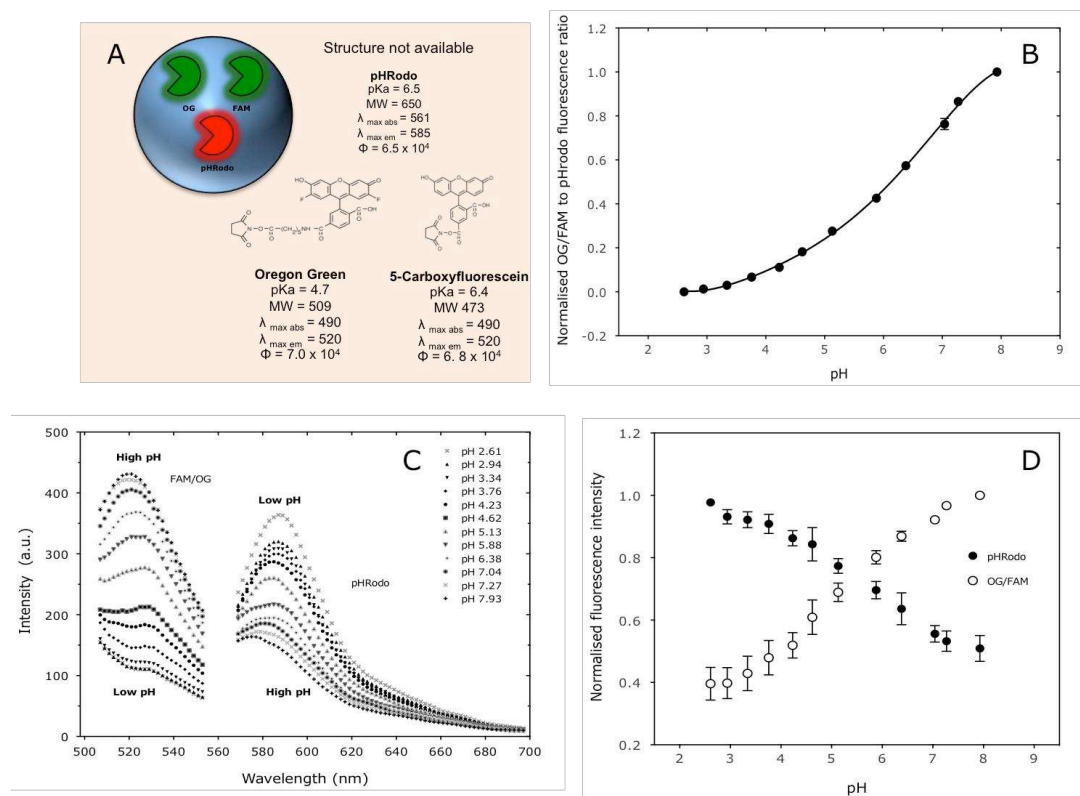 A
Structure not available
pHRodo
pKa = 6.5
MW = 650
λ max abs = 561
λ max em = 585
Φ = 6.5 x 10⁴
OG
FAM
pHRodo
HO
O
O
F
F
C-OH
O
O
N-O-C-(CH₂)₅-NH-C
O
O
O
HO
O
O
C-OH
O
O
N-O
C=O
O
Oregon Green
pKa = 4.7
MW = 509
λ max abs = 490
λ max em = 520
Φ = 7.0 x 10⁴
5-Carboxyfluorescein
pKa = 6.4
MW 473
λ max abs = 490
λ max em = 520
Φ = 6. 8 x 10⁴
B
Normalised OG/FAM to pHrodo fluorescence ratio
1.0
0.8
0.6
0.4
0.2
0.0
-0.2
2 3 4 5 6 7 8 9
pH
C
Intensity (a.u.)
500
400
300
200
100
0
High pH
FAM/OG
Low pH
Low pH
pHRodo
High pH
pH 2.61
pH 2.94
pH 3.34
pH 3.76
pH 4.23
pH 4.62
pH 5.13
pH 5.88
pH 6.38
pH 7.04
pH 7.27
pH 7.93
500 520 540 560 580 600 620 640 660 680 700
Wavelength (nm)
D
Normalised fluorescence intensity
1.2
1.0
0.8
0.6
0.4
0.2
pHRodo
OG/FAM
2 3 4 5 6 7 8 9
pH